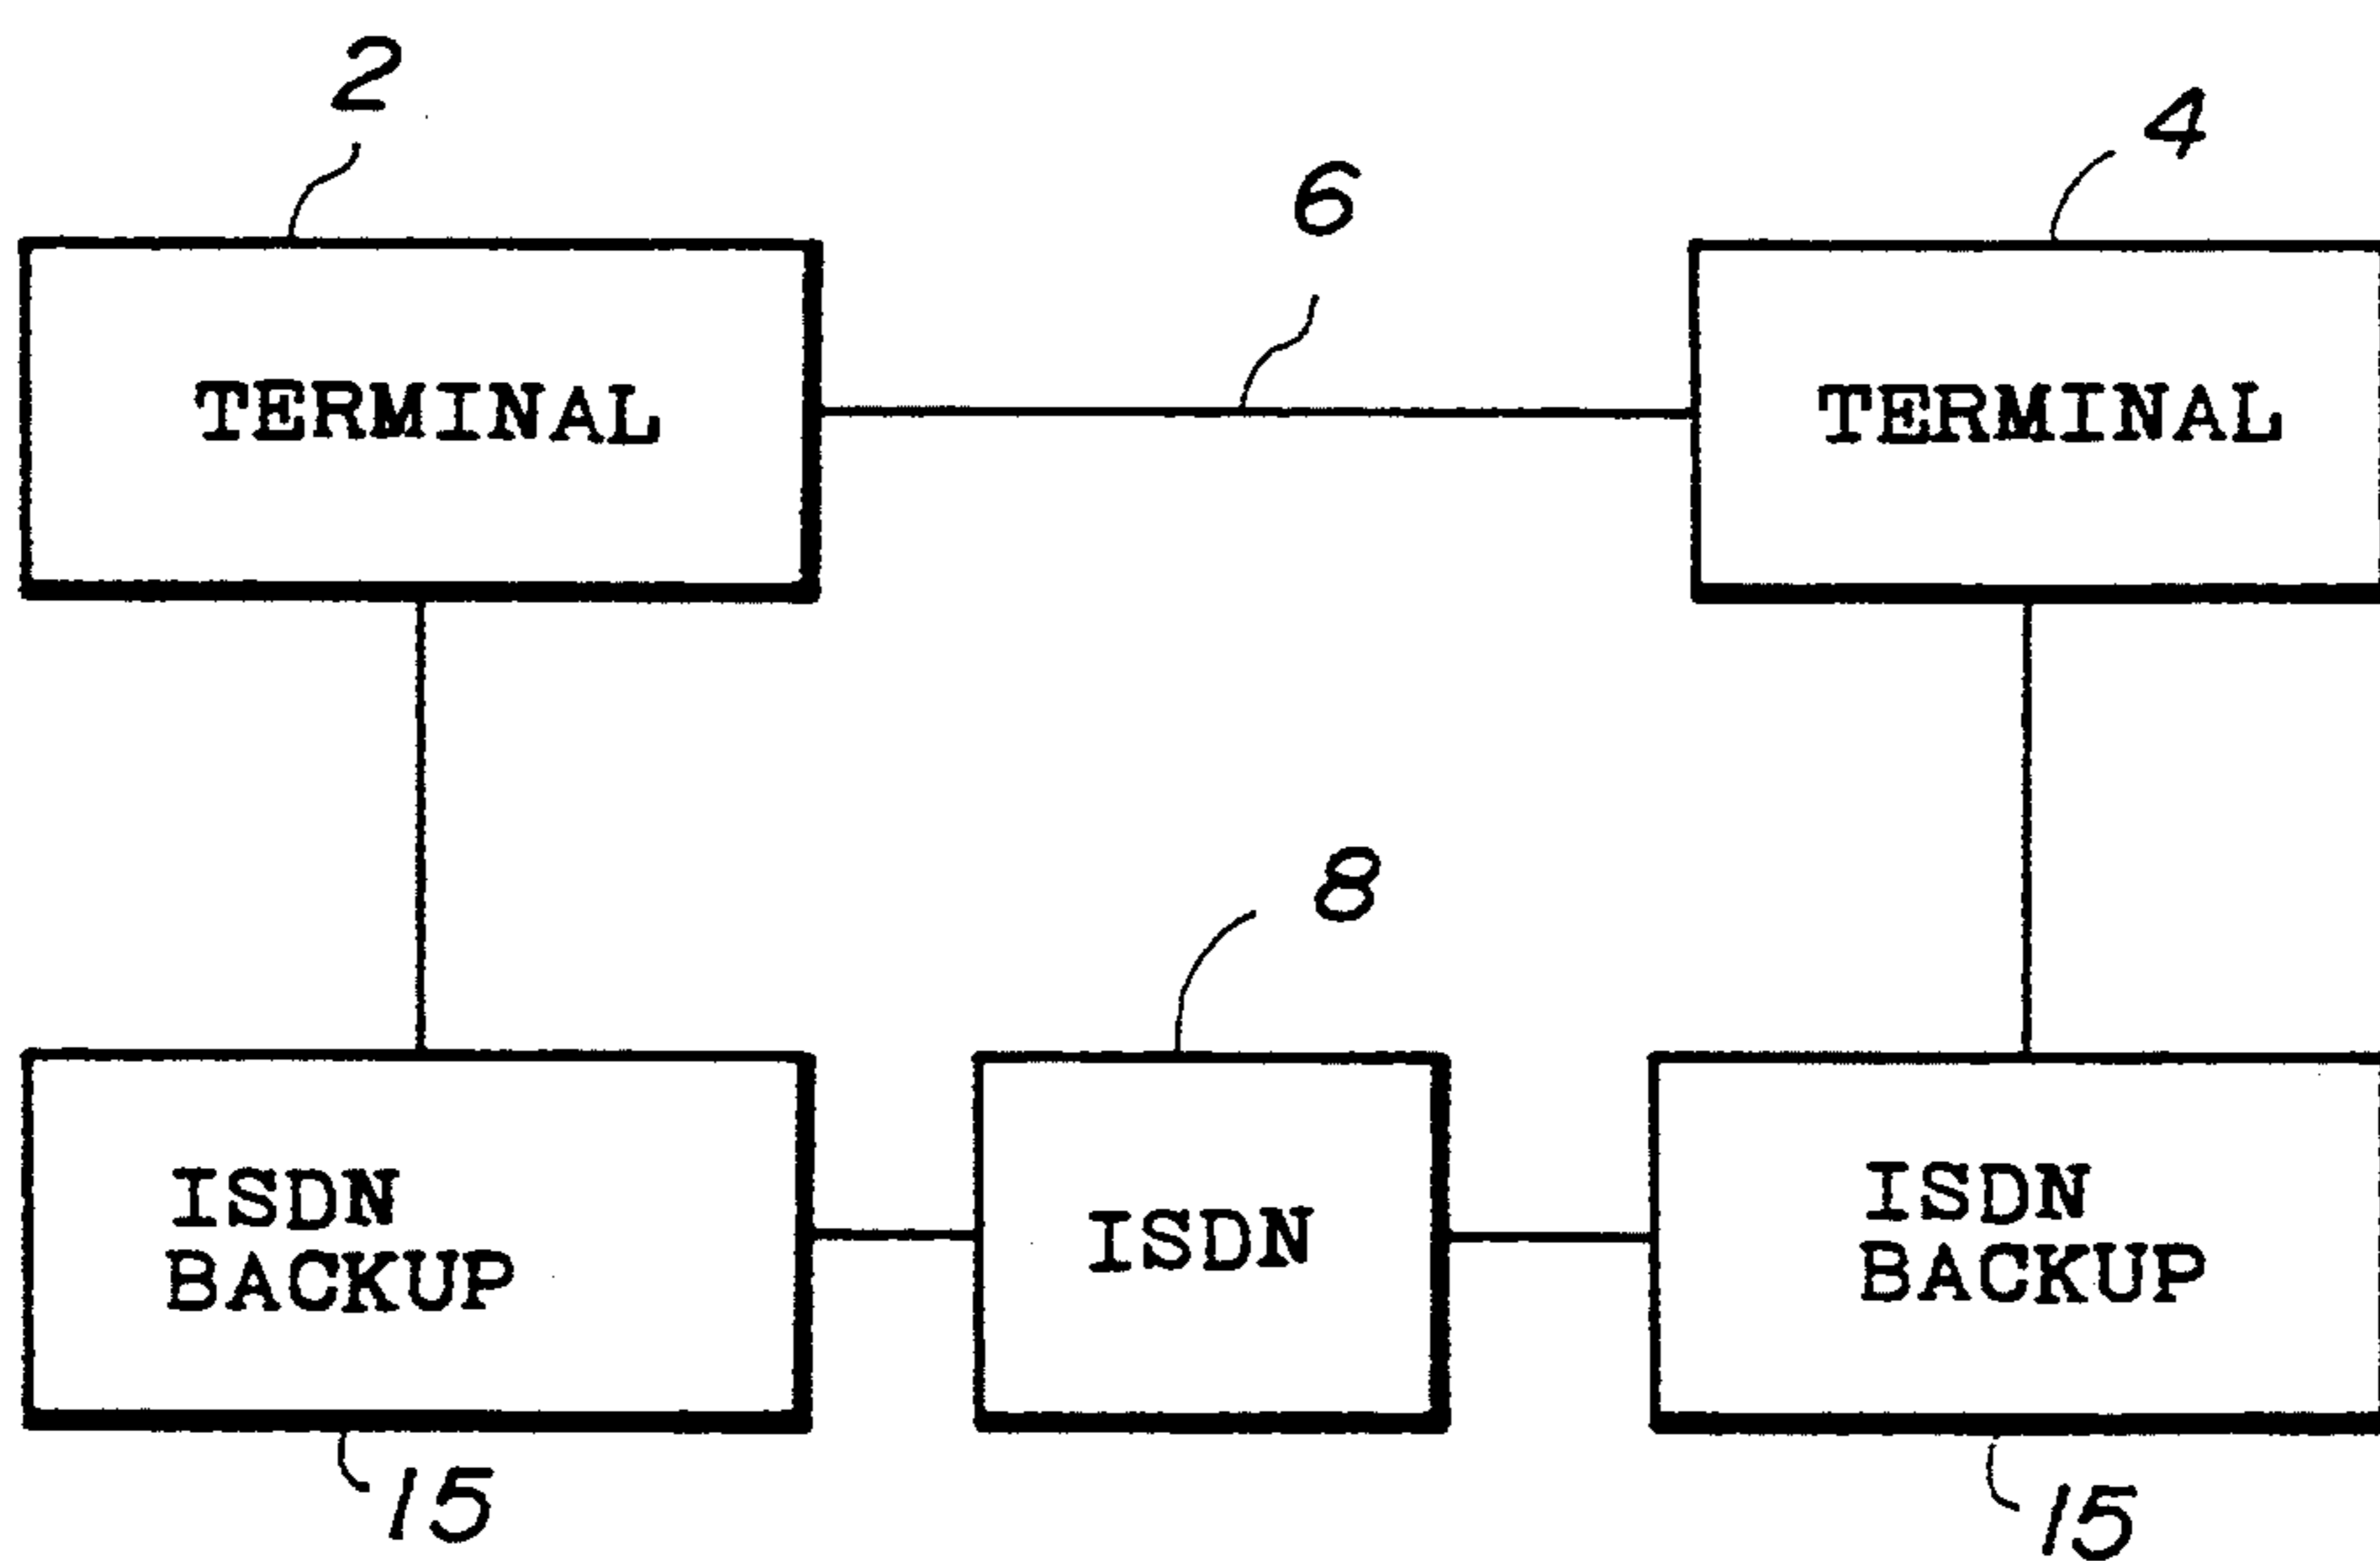 2
4
6
TERMINAL
TERMINAL
8
ISDN
BACKUP
ISDN
ISDN
BACKUP
15
15